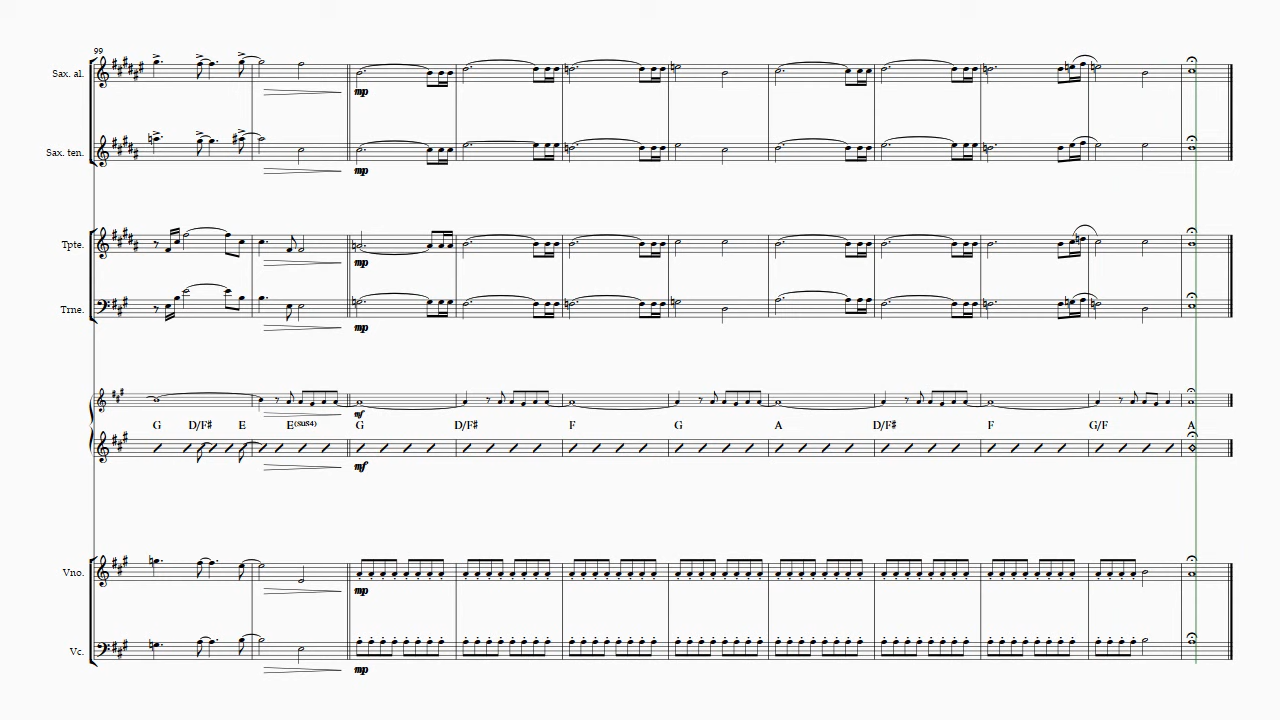 99
Sax. al.
mp
Sax. ten.
mp
Tpte.
mp
Trne.
mp
mf
G D/F# E E(sus4) G D/F# F G A D/F# F G/F A
mf
Vno.
mp
Vc.
mp